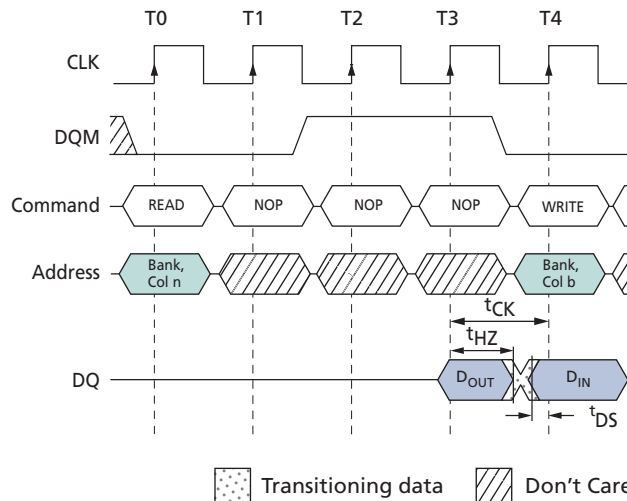 T0 T1 T2 T3 T4
CLK
DQM
Command READ NOP NOP NOP WRITE
Address Bank, Col n Bank, Col b
tCK
tHZ
DQ DOUT DIN
tDS
Transitioning data Don't Care